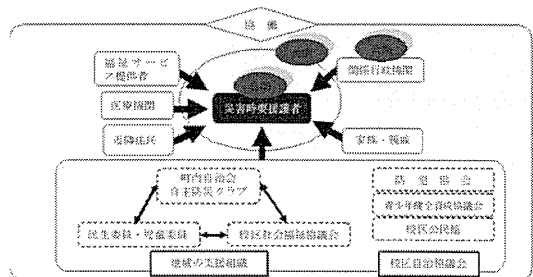 協働
福祉サービ
ス提供者
関係行政機関
医療機関
災害時要援護者
近隣住民
家族・親戚
町内自治会
自主防災クラブ
防犯協会
青少年健全育成協議会
民生委員・児童委員
校区社会福祉協議会
校区公民館
地域の支援組織
校区自治協議会